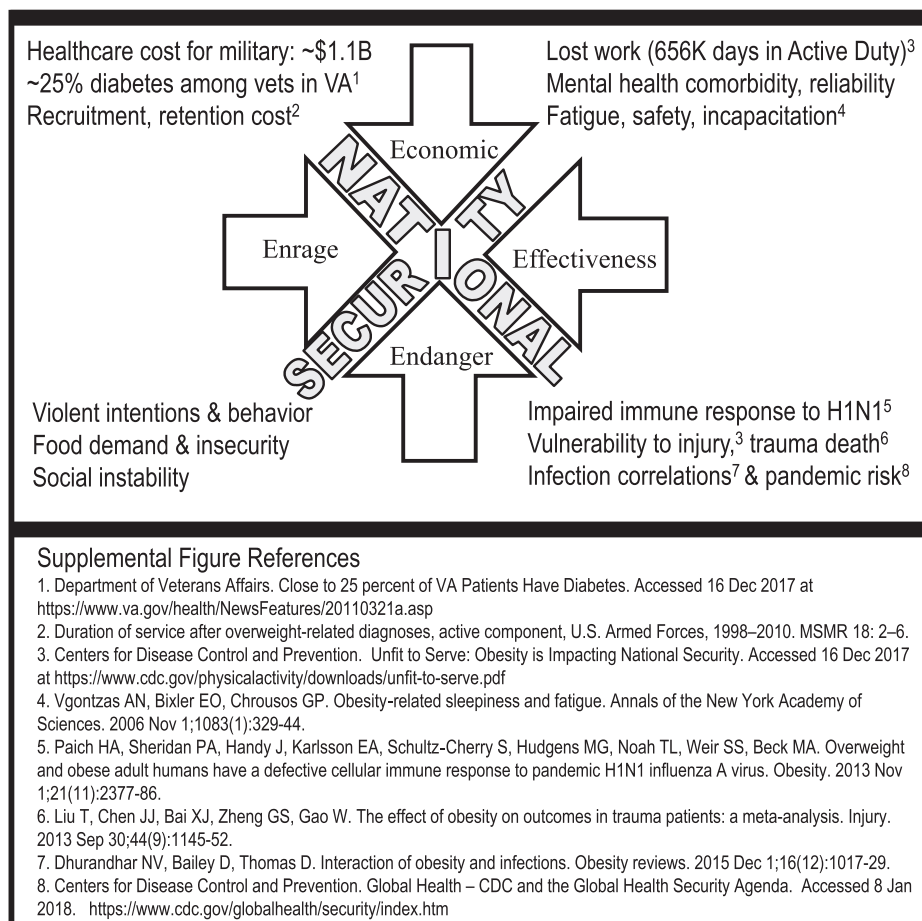 Healthcare cost for military: ~$1.1B
~25% diabetes among vets in VA1
Recruitment, retention cost2
Lost work (656K days in Active Duty)3
Mental health comorbidity, reliability
Fatigue, safety, incapacitation4
Economic
Enrage
Effectiveness
Endanger
NATIONAL
SECURITY
Violent intentions & behavior
Food demand & insecurity
Social instability
Impaired immune response to H1N15
Vulnerability to injury,3 trauma death6
Infection correlations7 & pandemic risk8
Supplemental Figure References
1. Department of Veterans Affairs. Close to 25 percent of VA Patients Have Diabetes. Accessed 16 Dec 2017 at
https://www.va.gov/health/NewsFeatures/20110321a.asp
2. Duration of service after overweight-related diagnoses, active component, U.S. Armed Forces, 1998–2010. MSMR 18: 2–6.
3. Centers for Disease Control and Prevention. Unfit to Serve: Obesity is Impacting National Security. Accessed 16 Dec 2017
at https://www.cdc.gov/physicalactivity/downloads/unfit-to-serve.pdf
4. Vgontzas AN, Bixler EO, Chrousos GP. Obesity-related sleepiness and fatigue. Annals of the New York Academy of
Sciences. 2006 Nov 1;1083(1):329-44.
5. Paich HA, Sheridan PA, Handy J, Karlsson EA, Schultz-Cherry S, Hudgens MG, Noah TL, Weir SS, Beck MA. Overweight
and obese adult humans have a defective cellular immune response to pandemic H1N1 influenza A virus. Obesity. 2013 Nov
1;21(11):2377-86.
6. Liu T, Chen JJ, Bai XJ, Zheng GS, Gao W. The effect of obesity on outcomes in trauma patients: a meta-analysis. Injury.
2013 Sep 30;44(9):1145-52.
7. Dhurandhar NV, Bailey D, Thomas D. Interaction of obesity and infections. Obesity reviews. 2015 Dec 1;16(12):1017-29.
8. Centers for Disease Control and Prevention. Global Health – CDC and the Global Health Security Agenda. Accessed 8 Jan
2018. https://www.cdc.gov/globalhealth/security/index.htm